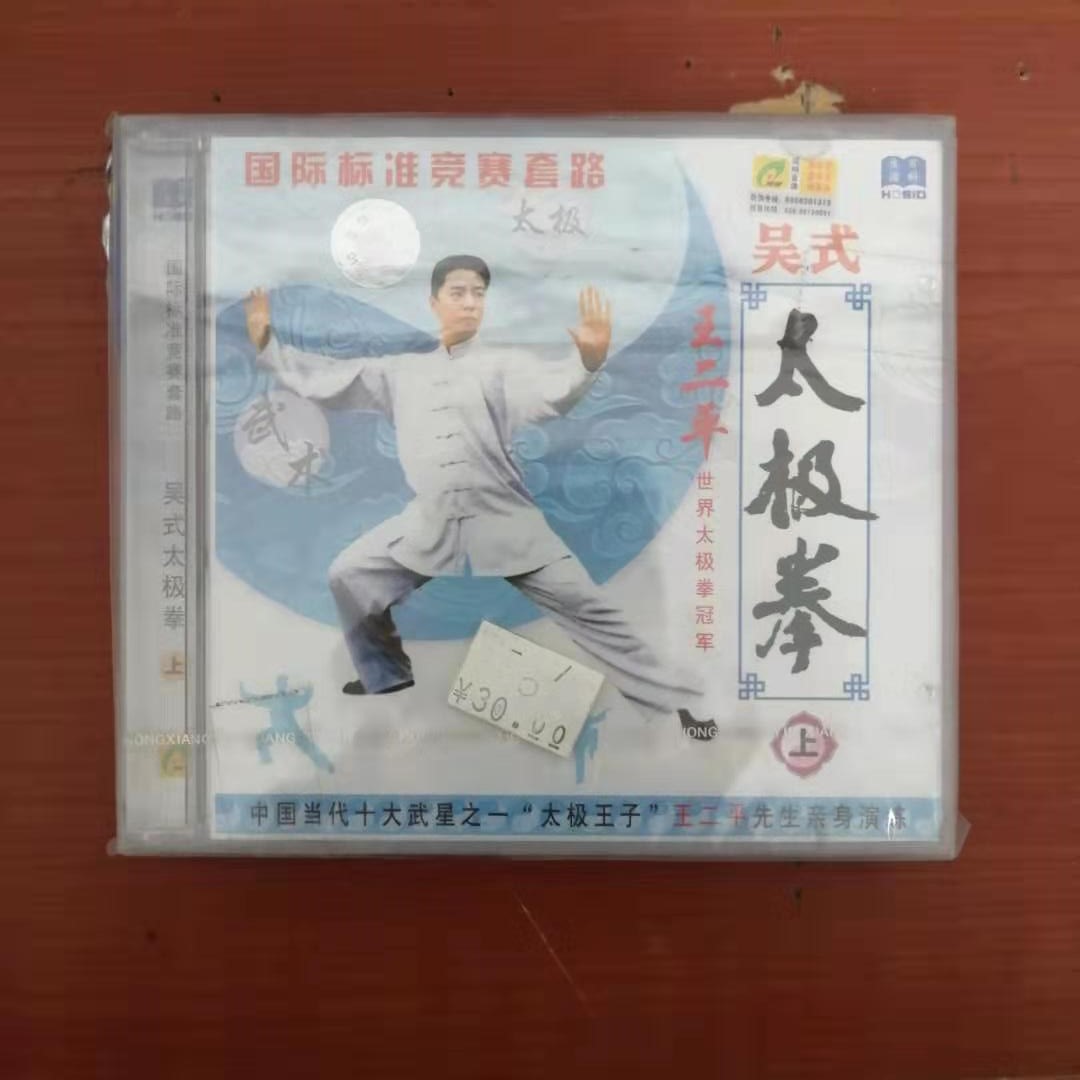 国际标准竞赛套路
太极
武术
HOSID
吴式
太极拳
上
王二平
世界太极拳冠军
¥30.00
中国当代十大武星之一“太极王子”王二平先生亲身演练
国际标准竞赛套路 吴式太极拳 上